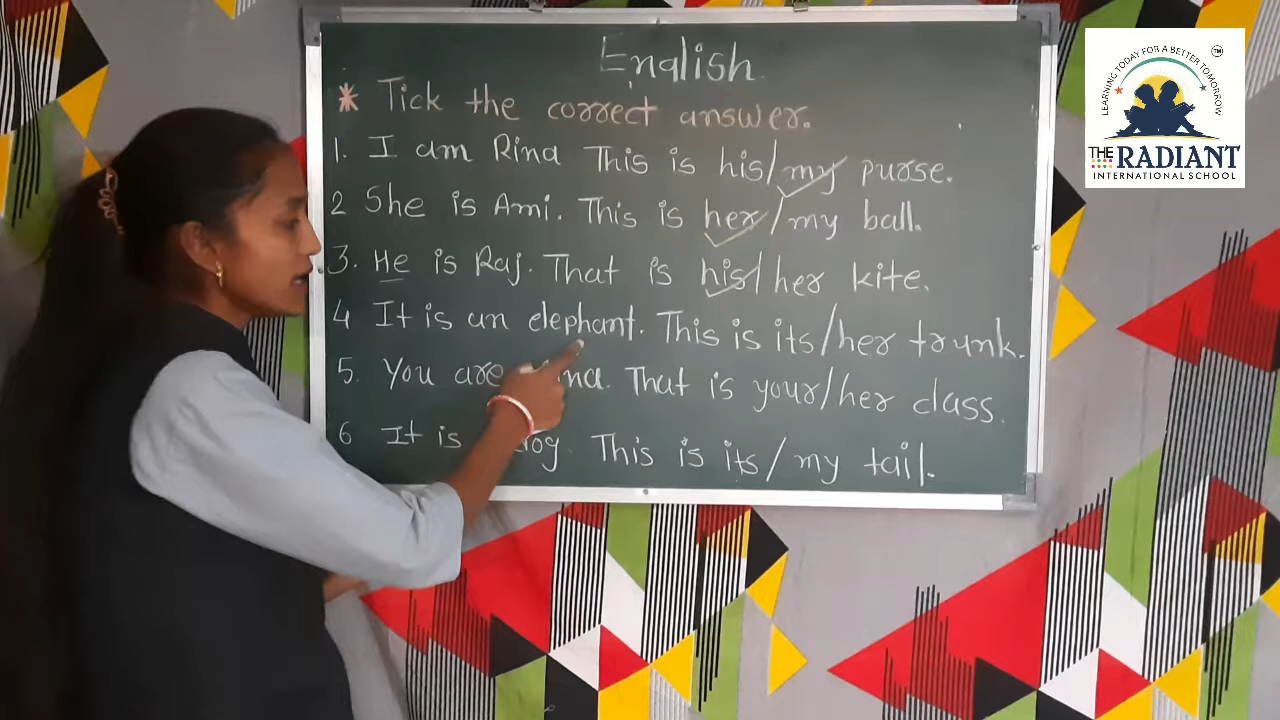 English
* Tick the correct answer.
1. I am Rina This is his/my purse.
2 She is Ami. This is her/my ball.
3. He is Raj. That is his/her kite.
4 It is an elephant. This is its/her trunk.
5. You are That is your/her class.
6 It is dog. This is its/my tail.
LEARNING TODAY FOR A BETTER TOMORROW
TM
THE RADIANT
INTERNATIONAL SCHOOL